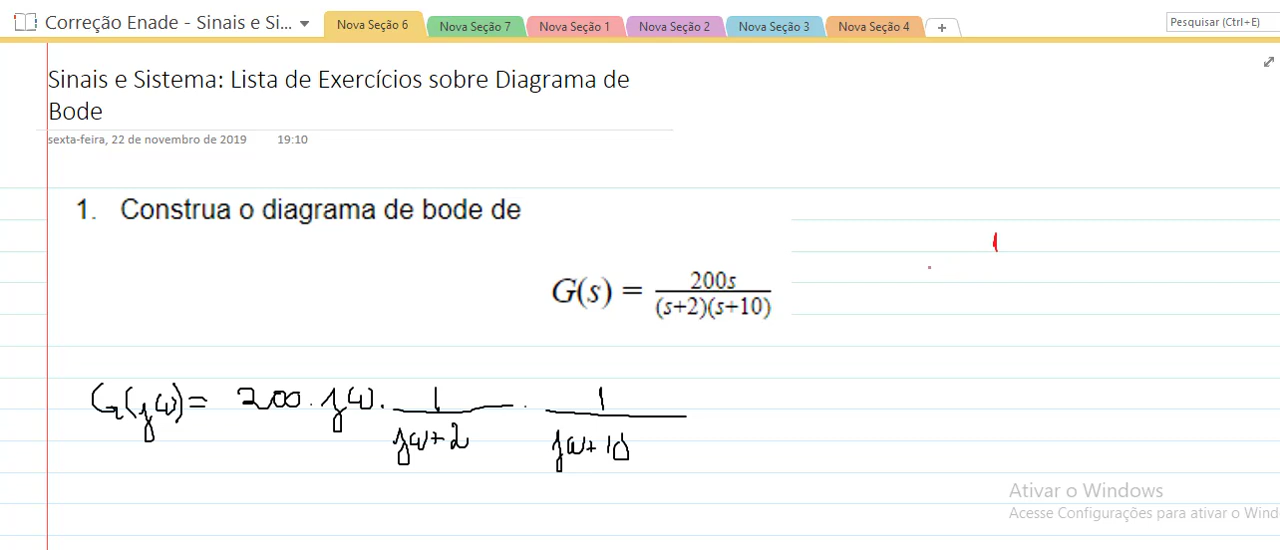 Correção Enade - Sinais e Si...
Nova Seção 6
Nova Seção 7
Nova Seção 1
Nova Seção 2
Nova Seção 3
Nova Seção 4
+
Pesquisar (Ctrl+E)
Sinais e Sistema: Lista de Exercícios sobre Diagrama de
Bode
sexta-feira, 22 de novembro de 2019 19:10
1. Construa o diagrama de bode de
G(s) = 200s / (s+2)(s+10)
G(jω) = 200 . jω . 1 / jω+2 . 1 / jω+10
Ativar o Windows
Acesse Configurações para ativar o Wind